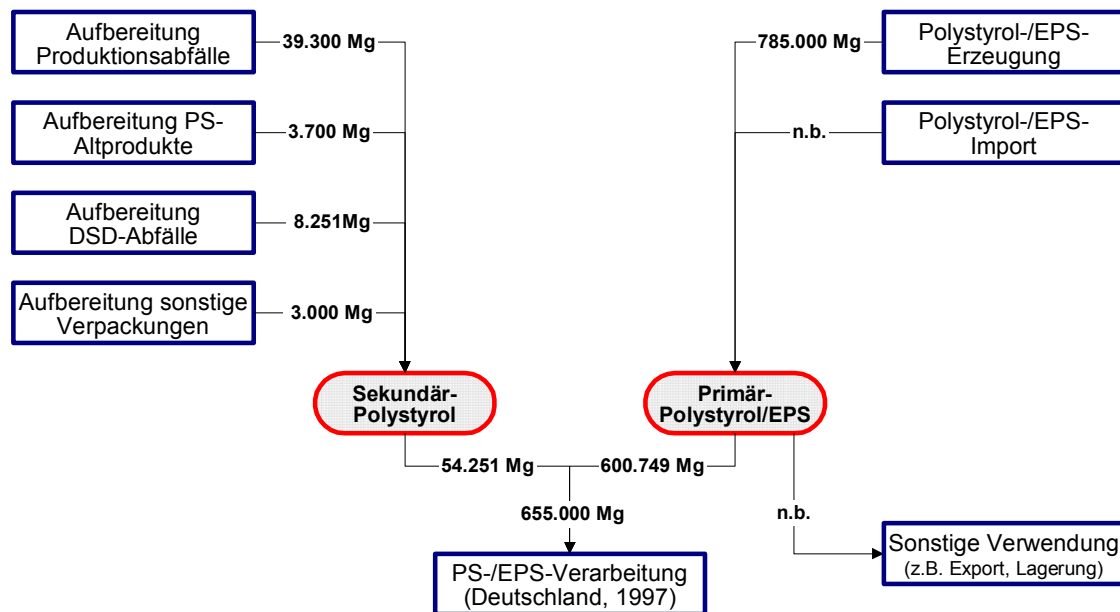 Aufbereitung
Produktionsabfälle
39.300 Mg
785.000 Mg
Polystyrol-/EPS-
Erzeugung
Aufbereitung PS-
Altprodukte
3.700 Mg
n.b.
Polystyrol-/EPS-
Import
Aufbereitung
DSD-Abfälle
8.251Mg
Aufbereitung sonstige
Verpackungen
3.000 Mg
Sekundär-
Polystyrol
Primär-
Polystyrol/EPS
54.251 Mg
600.749 Mg
655.000 Mg
n.b.
PS-/EPS-Verarbeitung
(Deutschland, 1997)
Sonstige Verwendung
(z.B. Export, Lagerung)